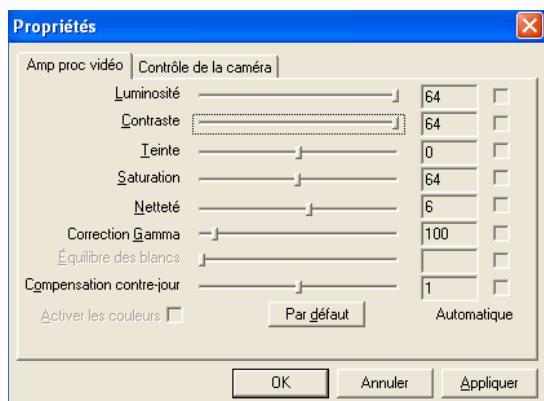 Propriétés
Amp proc vidéo Contrôle de la caméra
Luminosité 64
Contraste 64
Teinte 0
Saturation 64
Netteté 6
Correction Gamma 100
Équilibre des blancs
Compensation contre-jour 1
Activer les couleurs Par défaut Automatique
OK Annuler Appliquer